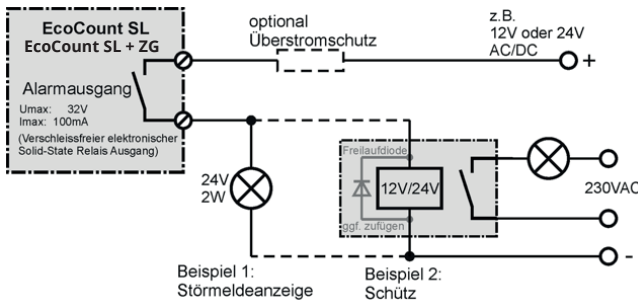 EcoCount SL
EcoCount SL + ZG
Alarmausgang
Umax: 32V
Imax: 100mA
(Verschleissfreier elektronischer
Solid-State Relais Ausgang)
optional
Überstromschutz
z.B.
12V oder 24V
AC/DC
+
24V
2W
Freilaufdiode
12V/24V
ggf. zufügen
230VAC
-
Beispiel 1:
Störmeldeanzeige
Beispiel 2:
Schütz